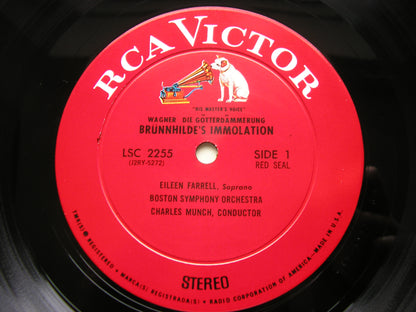 RCA VICTOR
"HIS MASTER'S VOICE"
WAGNER DIE GÖTTERDÄMMERUNG
BRÜNNHILDE'S IMMOLATION
LSC 2255
SIDE 1
(J2RY-5272)
RED SEAL
EILEEN FARRELL, Soprano
BOSTON SYMPHONY ORCHESTRA
CHARLES MUNCH, CONDUCTOR
STEREO
TMK(S) ® REGISTERED • MARCA(S) REGISTRADA(S) • RADIO CORPORATION OF AMERICA—MADE IN U.S.A.